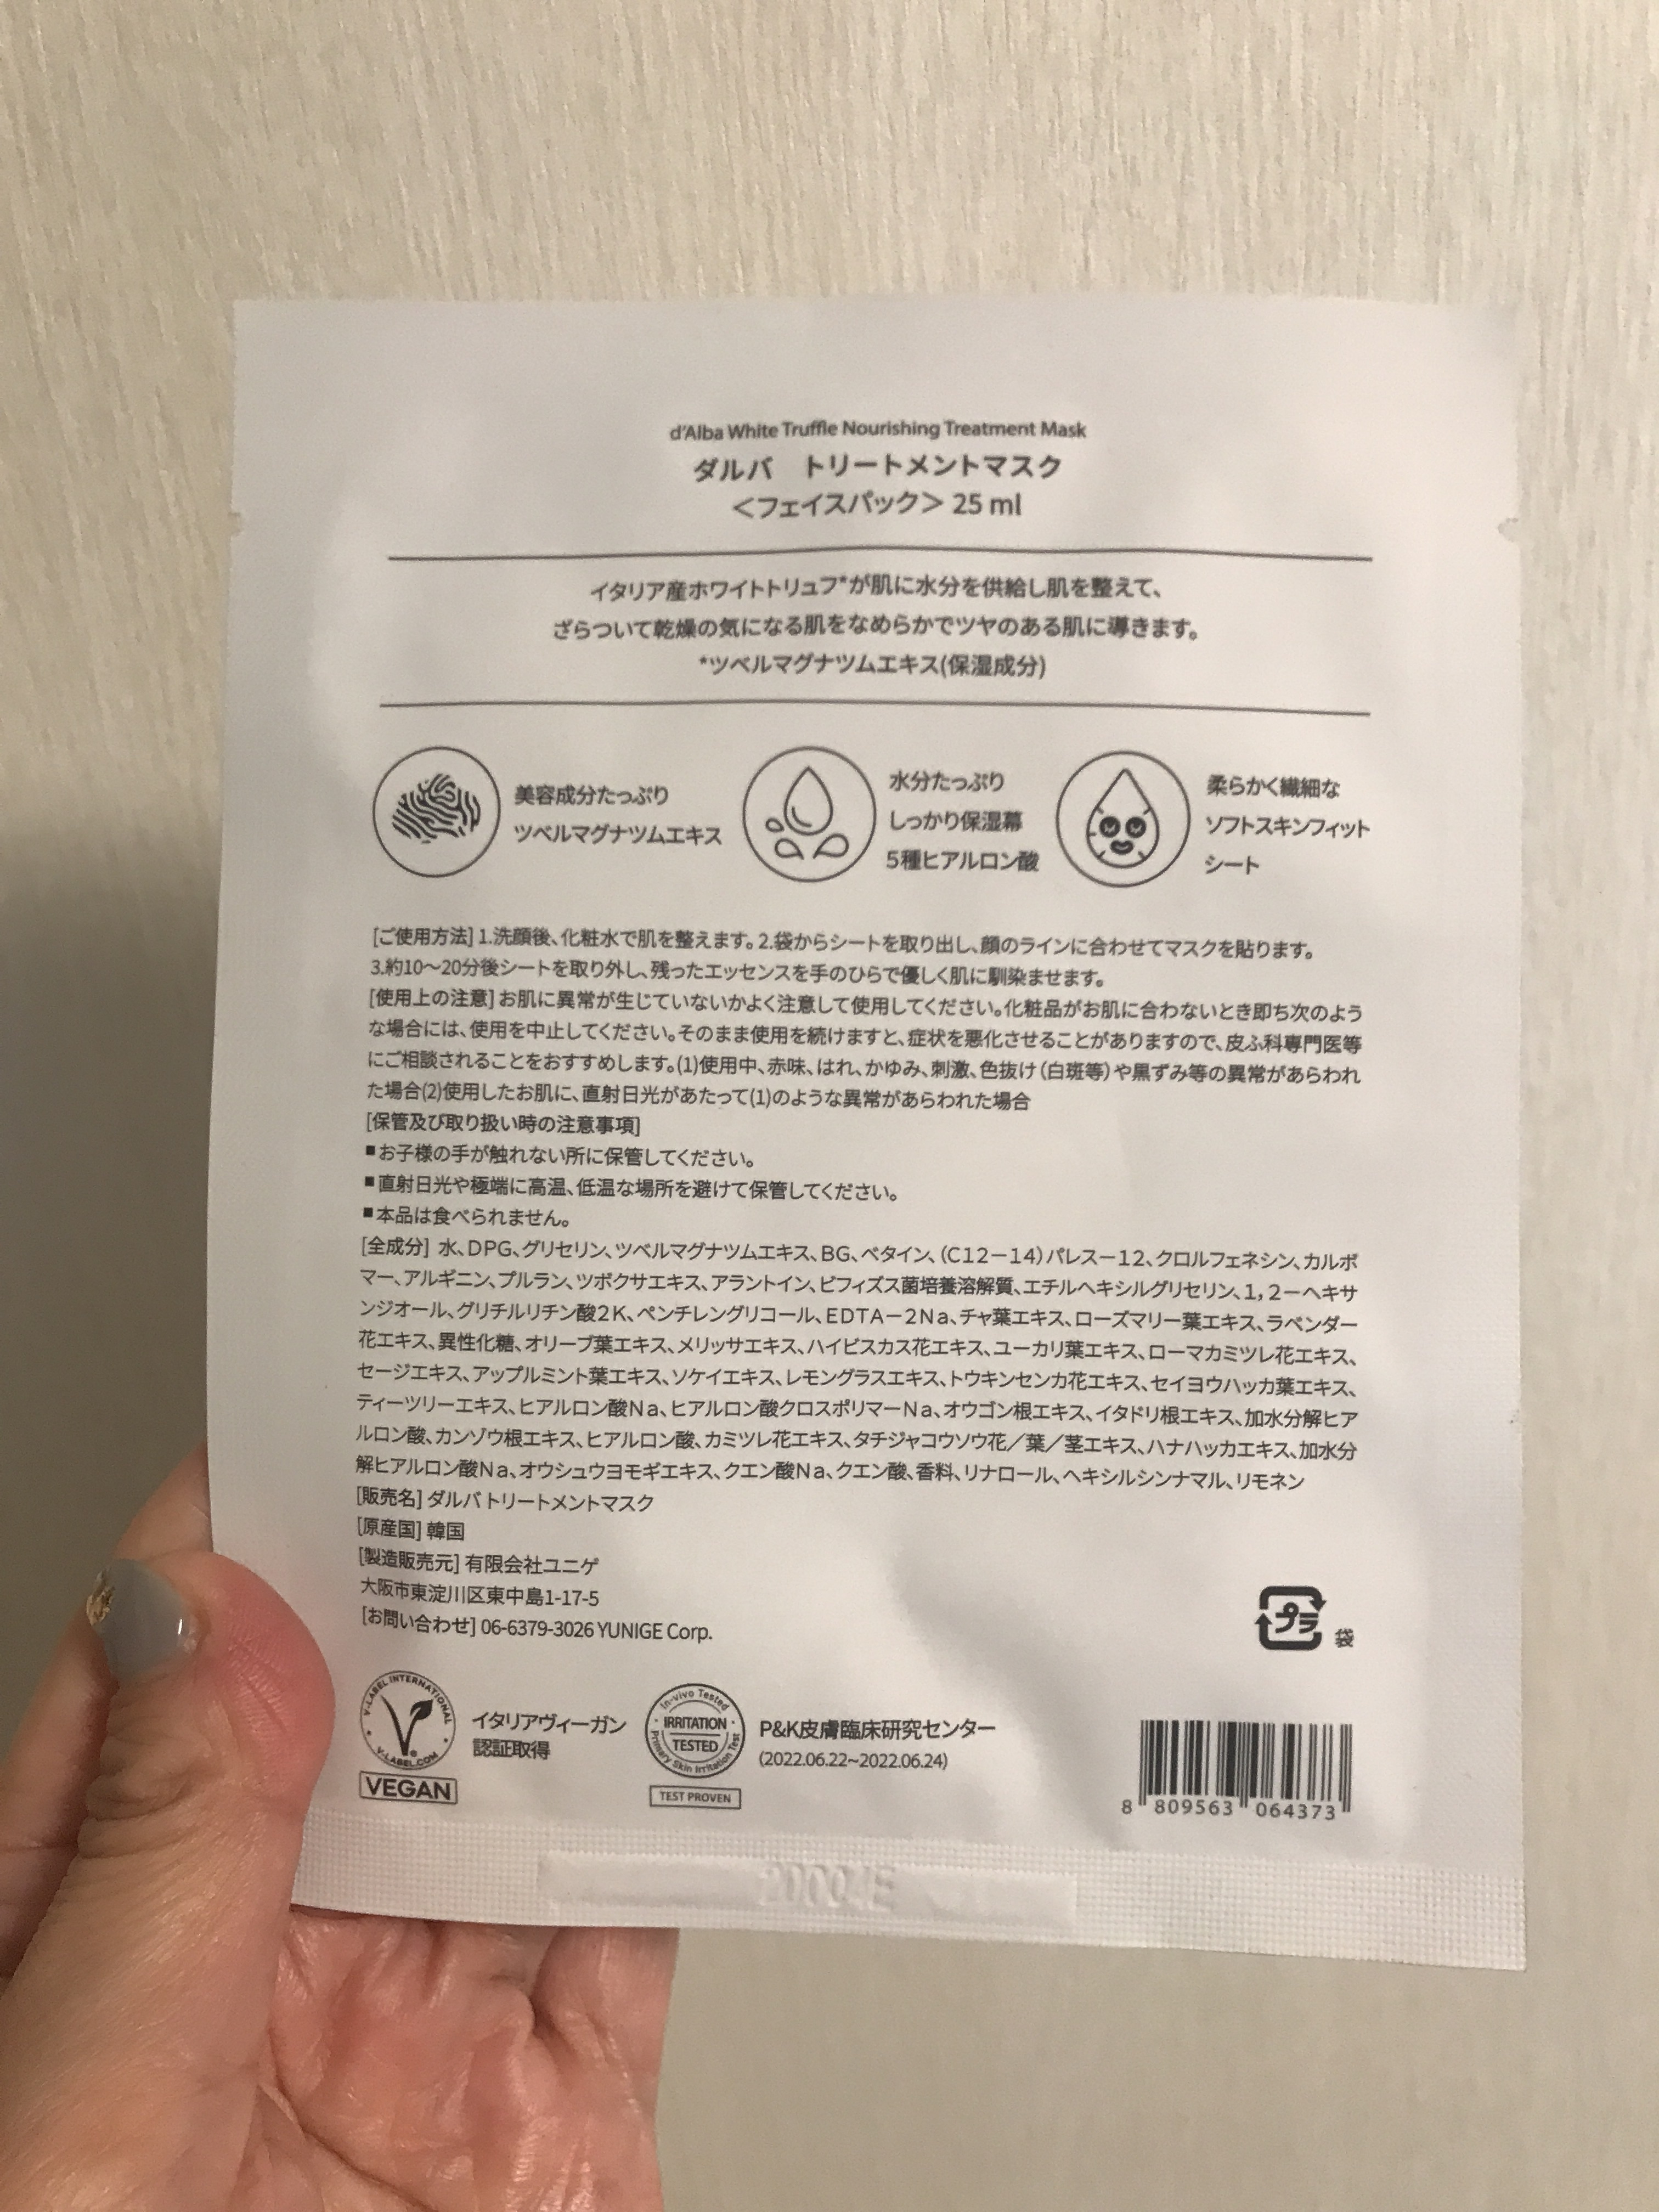 d'Alba White Truffle Nourishing Treatment Mask
ダルバ　トリートメントマスク
＜フェイスパック＞ 25 ml
イタリア産ホワイトトリュフ*が肌に水分を供給し肌を整えて、
ざらついて乾燥の気になる肌をなめらかでツヤのある肌に導きます。
*ツベルマグナツムエキス(保湿成分)
美容成分たっぷり
ツベルマグナツムエキス
水分たっぷり
しっかり保湿幕
5種ヒアルロン酸
柔らかく繊細な
ソフトスキンフィット
シート
[ご使用方法] 1.洗顔後、化粧水で肌を整えます。2.袋からシートを取り出し、顔のラインに合わせてマスクを貼ります。
3.約10〜20分後シートを取り外し、残ったエッセンスを手のひらで優しく肌に馴染ませます。
[使用上の注意] お肌に異常が生じていないかよく注意して使用してください。化粧品がお肌に合わないとき即ち次のよう
な場合には、使用を中止してください。そのまま使用を続けますと、症状を悪化させることがありますので、皮ふ科専門医等
にご相談されることをおすすめします。(1)使用中、赤味、はれ、かゆみ、刺激、色抜け（白斑等）や黒ずみ等の異常があらわれ
た場合(2)使用したお肌に、直射日光があたって(1)のような異常があらわれた場合
[保管及び取り扱い時の注意事項]
■お子様の手が触れない所に保管してください。
■直射日光や極端に高温、低温な場所を避けて保管してください。
■本品は食べられません。
[全成分] 水、DPG、グリセリン、ツベルマグナツムエキス、BG、ベタイン、（C12－14）パレス－12、クロルフェネシン、カルボ
マー、アルギニン、プルラン、ツボクサエキス、アラントイン、ビフィズス菌培養溶解質、エチルヘキシルグリセリン、1，2－ヘキサ
ンジオール、グリチルリチン酸2K、ペンチレングリコール、EDTA－2Na、チャ葉エキス、ローズマリー葉エキス、ラベンダー
花エキス、異性化糖、オリーブ葉エキス、メリッサエキス、ハイビスカス花エキス、ユーカリ葉エキス、ローマカミツレ花エキス、
セージエキス、アップルミント葉エキス、ソケイエキス、レモングラスエキス、トウキンセンカ花エキス、セイヨウハッカ葉エキス、
ティーツリーエキス、ヒアルロン酸Na、ヒアルロン酸クロスポリマーNa、オウゴン根エキス、イタドリ根エキス、加水分解ヒア
ルロン酸、カンゾウ根エキス、ヒアルロン酸、カミツレ花エキス、タチジャコウソウ花／葉／茎エキス、ハナハッカエキス、加水分
解ヒアルロン酸Na、オウシュウヨモギエキス、クエン酸Na、クエン酸、香料、リナロール、ヘキシルシンナマル、リモネン
[販売名] ダルバトリートメントマスク
[原産国] 韓国
[製造販売元] 有限会社ユニゲ
大阪市東淀川区東中島1-17-5
[お問い合わせ] 06-6379-3026 YUNIGE Corp.
プラ
袋
V-LABEL INTERNATIONAL
V-LABEL.COM
VEGAN
イタリアヴィーガン
認証取得
In-vivo Tested
IRRITATION
TESTED
Primary Skin Irritation Test
TEST PROVEN
P&K皮膚臨床研究センター
(2022.06.22~2022.06.24)
8 809563 064373